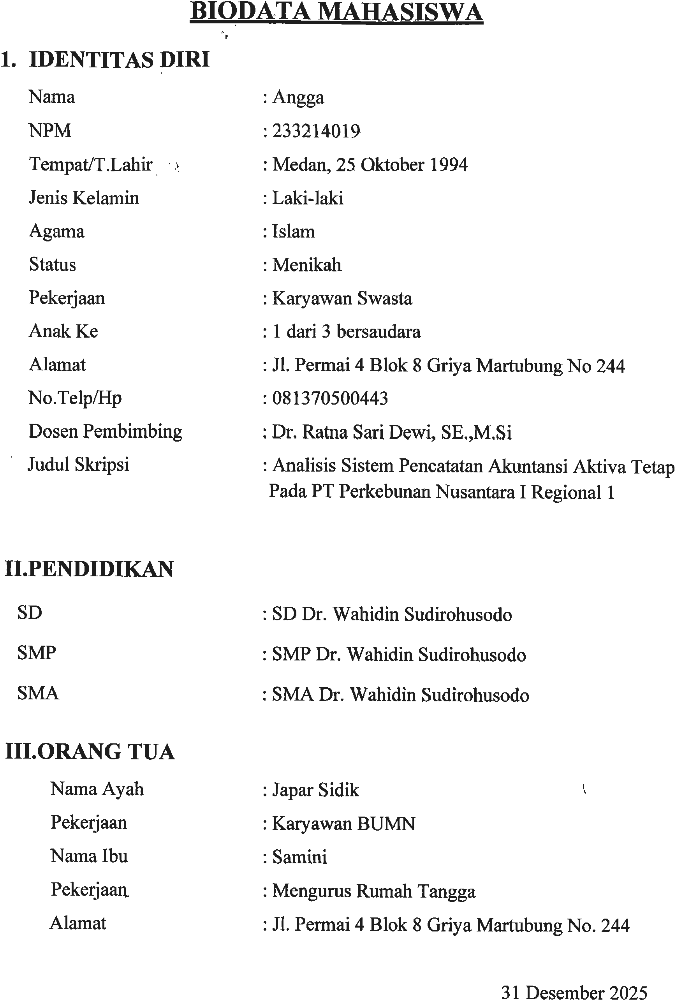 BIODATA MAHASISWA
1. IDENTITAS DIRI
Nama : Angga
NPM : 233214019
Tempat/T.Lahir : Medan, 25 Oktober 1994
Jenis Kelamin : Laki-laki
Agama : Islam
Status : Menikah
Pekerjaan : Karyawan Swasta
Anak Ke : 1 dari 3 bersaudara
Alamat : Jl. Permai 4 Blok 8 Griya Martubung No 244
No.Telp/Hp : 081370500443
Dosen Pembimbing : Dr. Ratna Sari Dewi, SE.,M.Si
Judul Skripsi : Analisis Sistem Pencatatan Akuntansi Aktiva Tetap
Pada PT Perkebunan Nusantara I Regional 1
II.PENDIDIKAN
SD : SD Dr. Wahidin Sudirohusodo
SMP : SMP Dr. Wahidin Sudirohusodo
SMA : SMA Dr. Wahidin Sudirohusodo
III.ORANG TUA
Nama Ayah : Japar Sidik
Pekerjaan : Karyawan BUMN
Nama Ibu : Samini
Pekerjaan : Mengurus Rumah Tangga
Alamat : Jl. Permai 4 Blok 8 Griya Martubung No. 244
31 Desember 2025